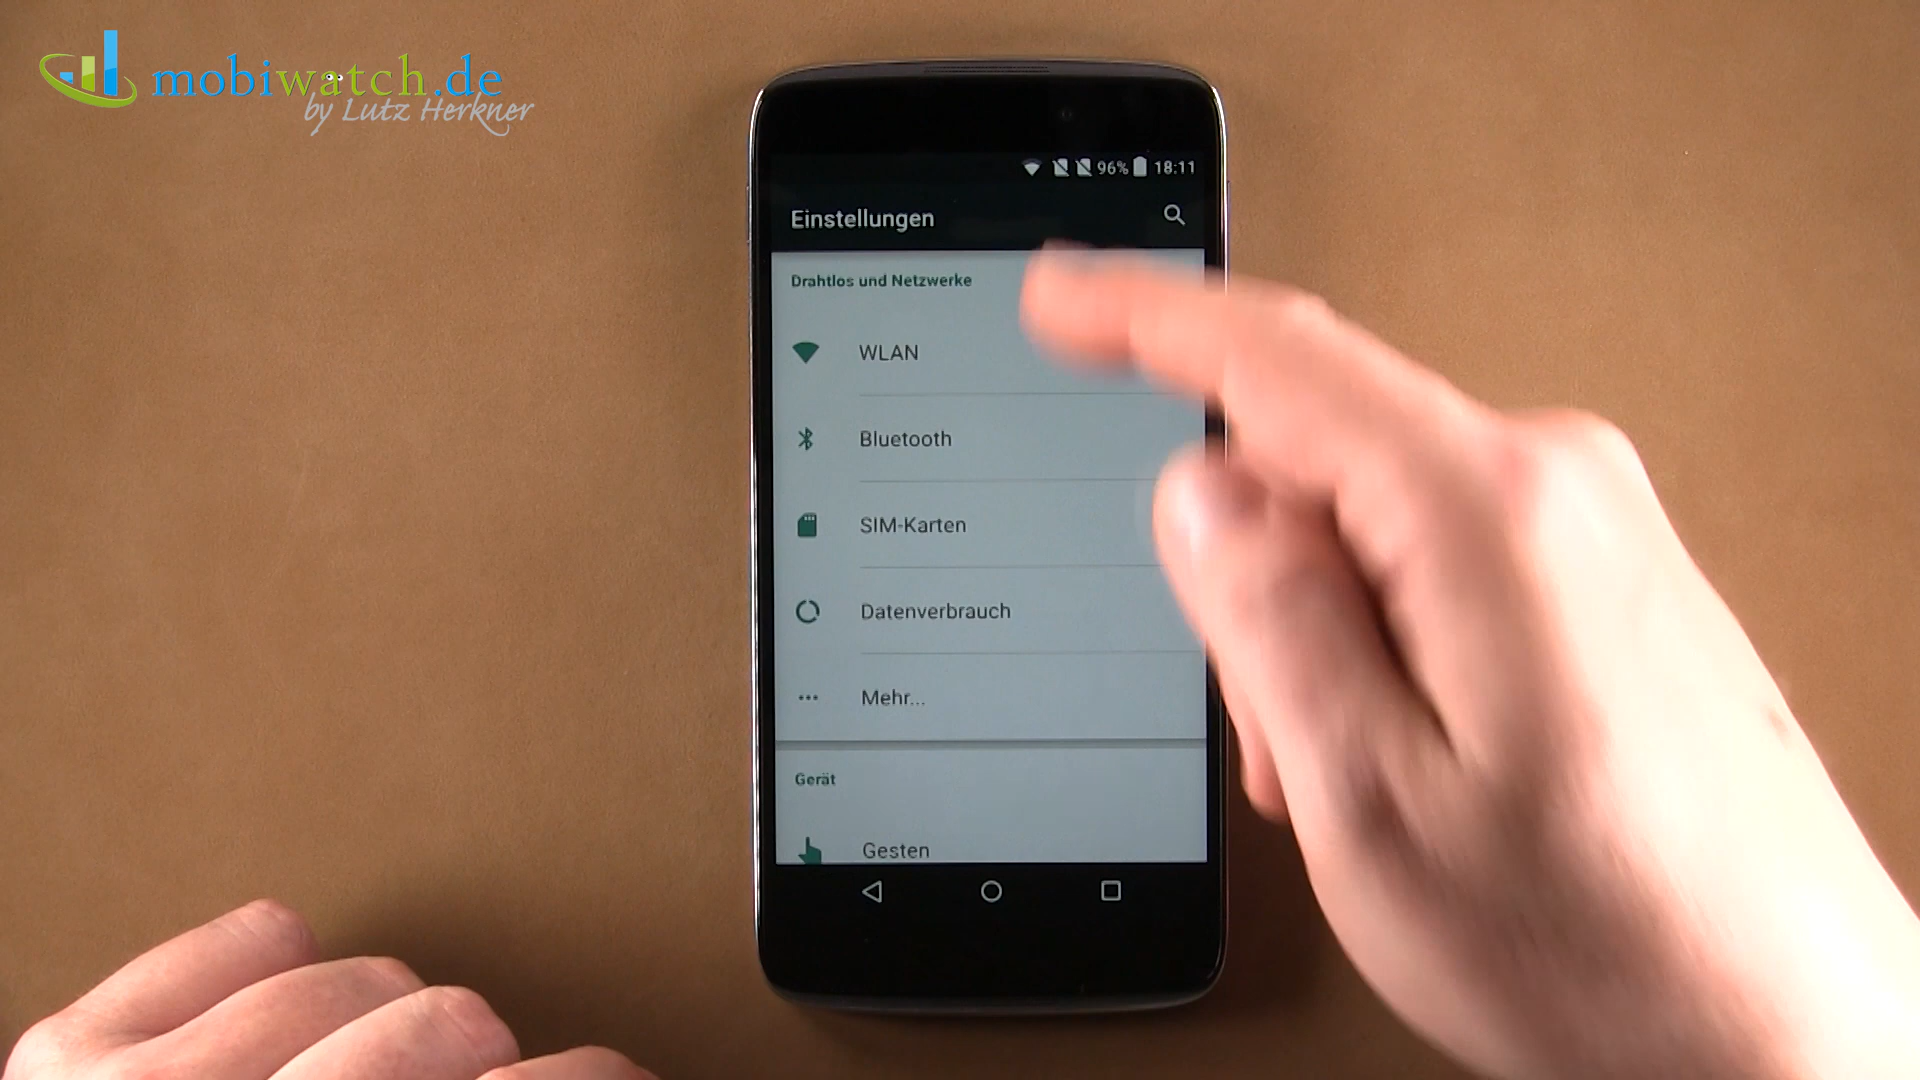 mobiwatch.de
by Lutz Herkner
96% 18:11
Einstellungen
Drahtlos und Netzwerke
WLAN
Bluetooth
SIM-Karten
Datenverbrauch
Mehr...
Gerät
Gesten